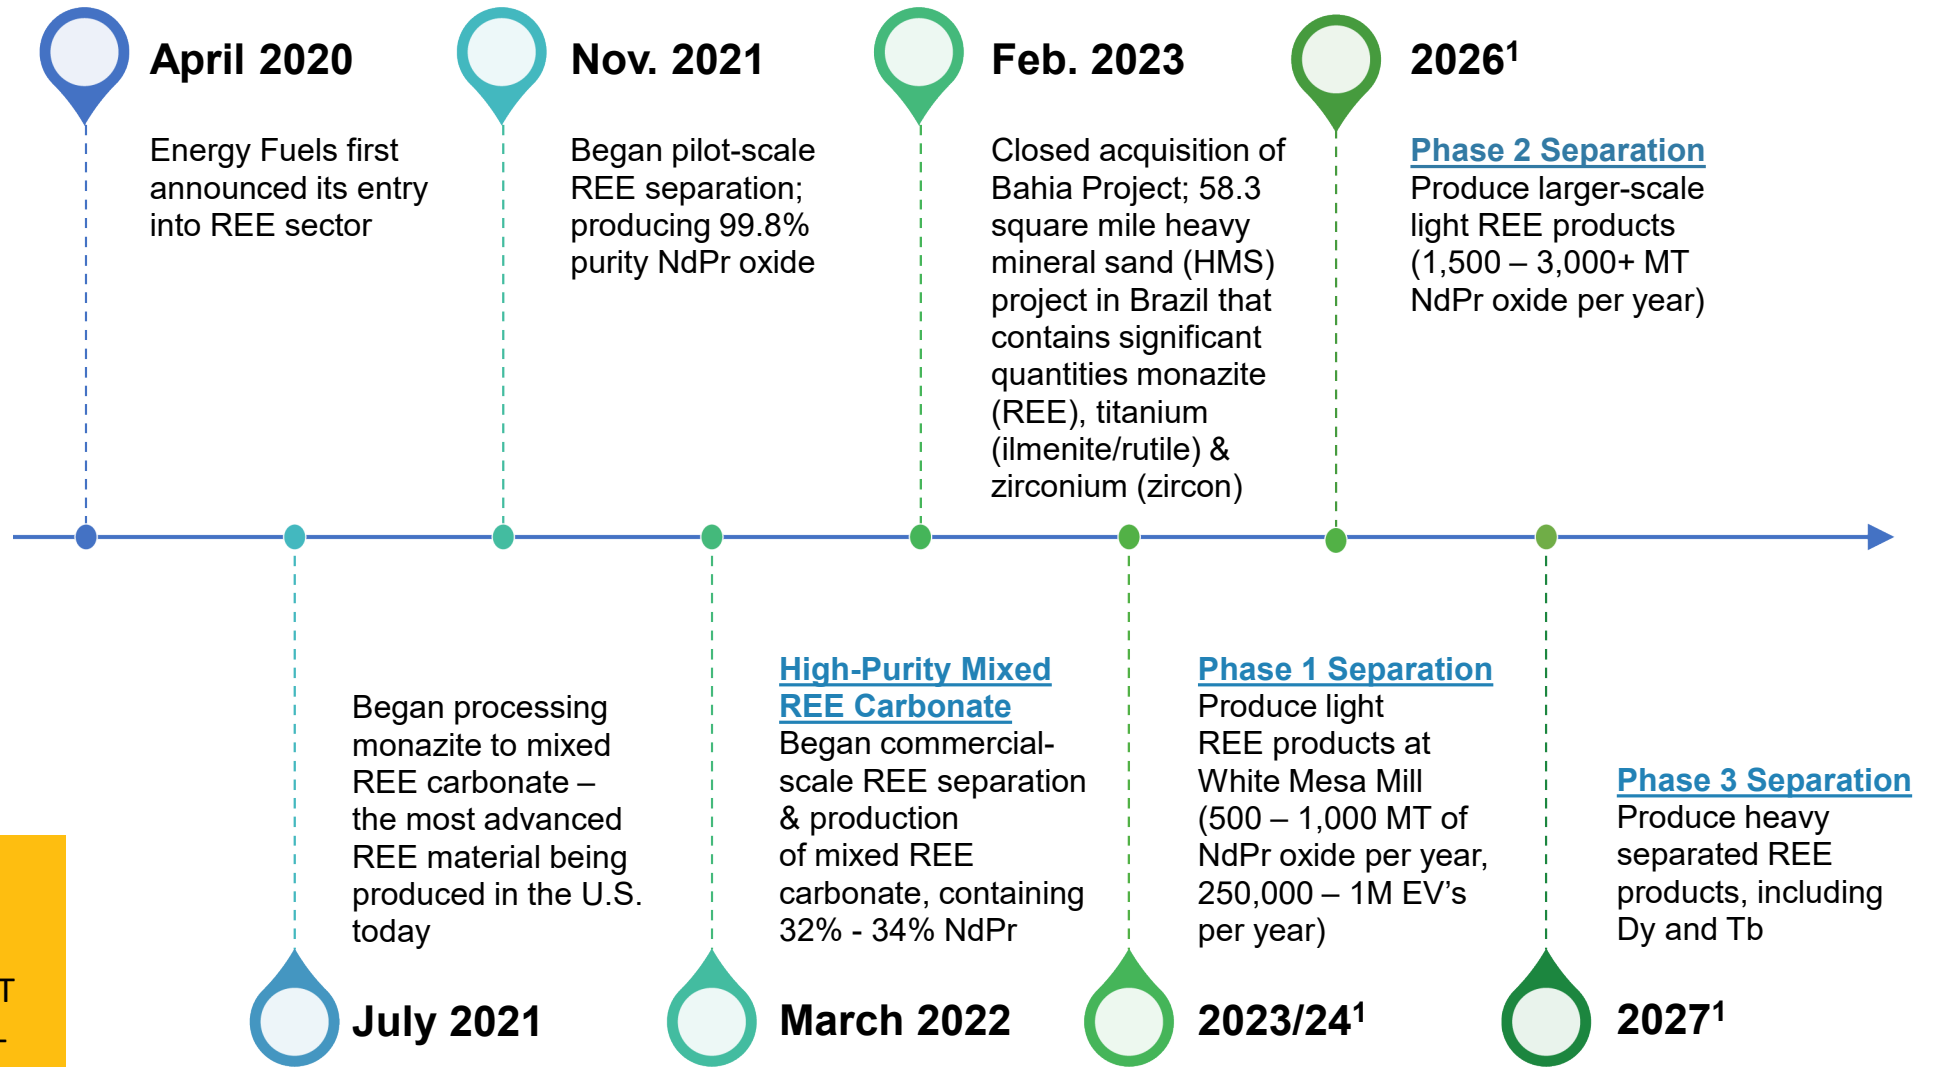 April 2020
Energy Fuels first
announced its entry
into REE sector
Nov. 2021
Began pilot-scale
REE separation;
producing 99.8%
purity NdPr oxide
Feb. 2023
Closed acquisition of
Bahia Project; 58.3
square mile heavy
mineral sand (HMS)
project in Brazil that
contains significant
quantities monazite
(REE), titanium
(ilmenite/rutile) &
zirconium (zircon)
2026¹
Phase 2 Separation
Produce larger-scale
light REE products
(1,500 – 3,000+ MT
NdPr oxide per year)
Began processing
monazite to mixed
REE carbonate –
the most advanced
REE material being
produced in the U.S.
today
July 2021
High-Purity Mixed
REE Carbonate
Began commercial-
scale REE separation
& production
of mixed REE
carbonate, containing
32% - 34% NdPr
March 2022
Phase 1 Separation
Produce light
REE products at
White Mesa Mill
(500 – 1,000 MT of
NdPr oxide per year,
250,000 – 1M EV’s
per year)
2023/24¹
Phase 3 Separation
Produce heavy
separated REE
products, including
Dy and Tb
2027¹